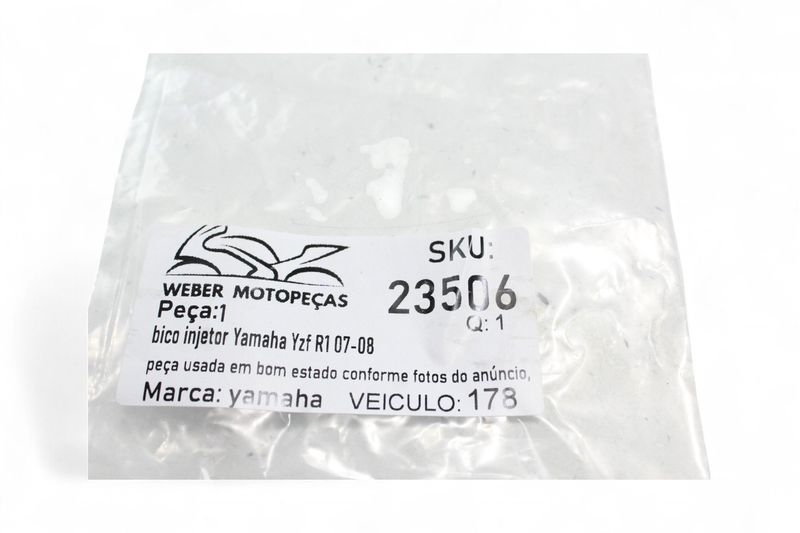 WEBER MOTOPEÇAS
SKU:
23506
Q: 1
Peça:1
bico injetor Yamaha Yzf R1 07-08
peça usada em bom estado conforme fotos do anúncio,
Marca: yamaha VEICULO: 178